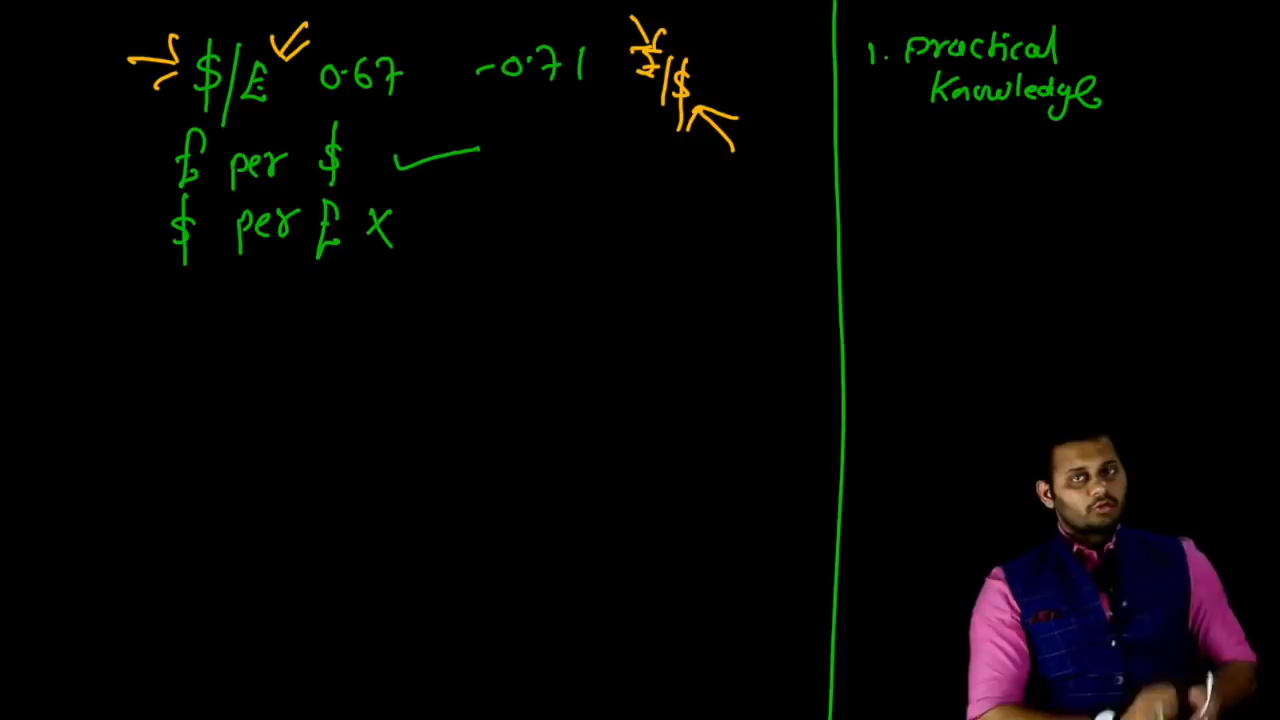 $/£ 0.67 -0.71 £/$
£ per $ ✓
$ per £ x
1. Practical
Knowledge